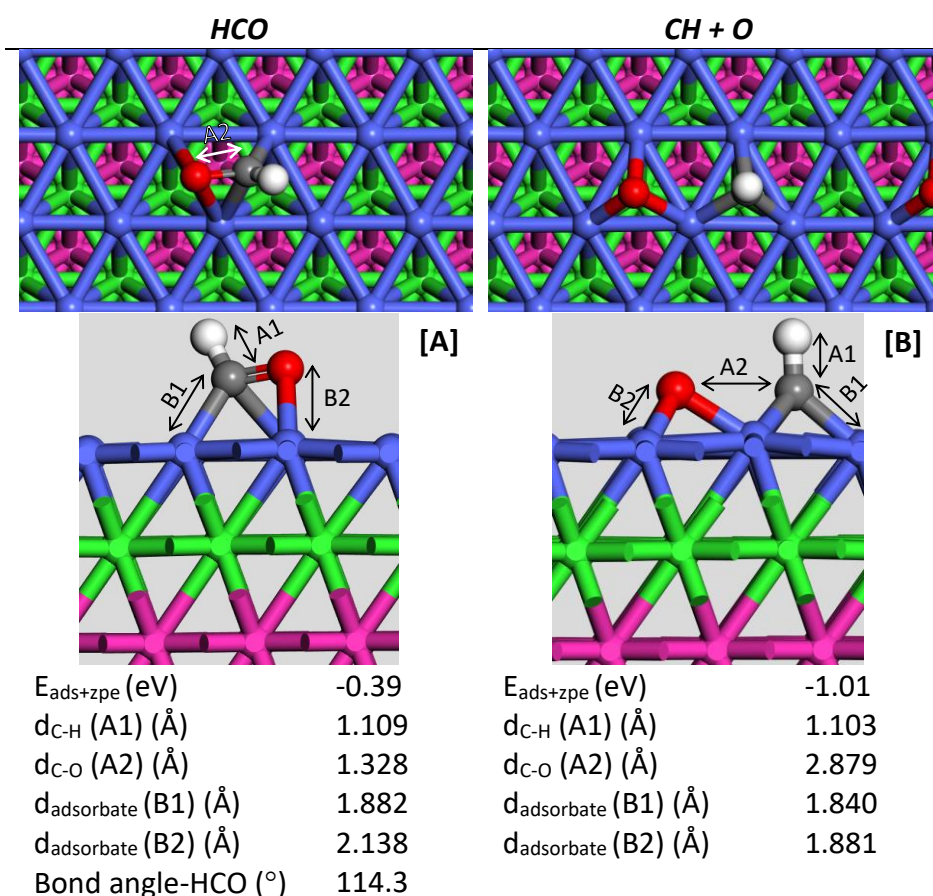 HCO
CH + O
A2
[A]
A1
B1
B2
[B]
A1
A2
B1
B2
Eads+zpe (eV) -0.39
dC-H (A1) (Å) 1.109
dC-O (A2) (Å) 1.328
dadsorbate (B1) (Å) 1.882
dadsorbate (B2) (Å) 2.138
Bond angle-HCO (°) 114.3
Eads+zpe (eV) -1.01
dC-H (A1) (Å) 1.103
dC-O (A2) (Å) 2.879
dadsorbate (B1) (Å) 1.840
dadsorbate (B2) (Å) 1.881